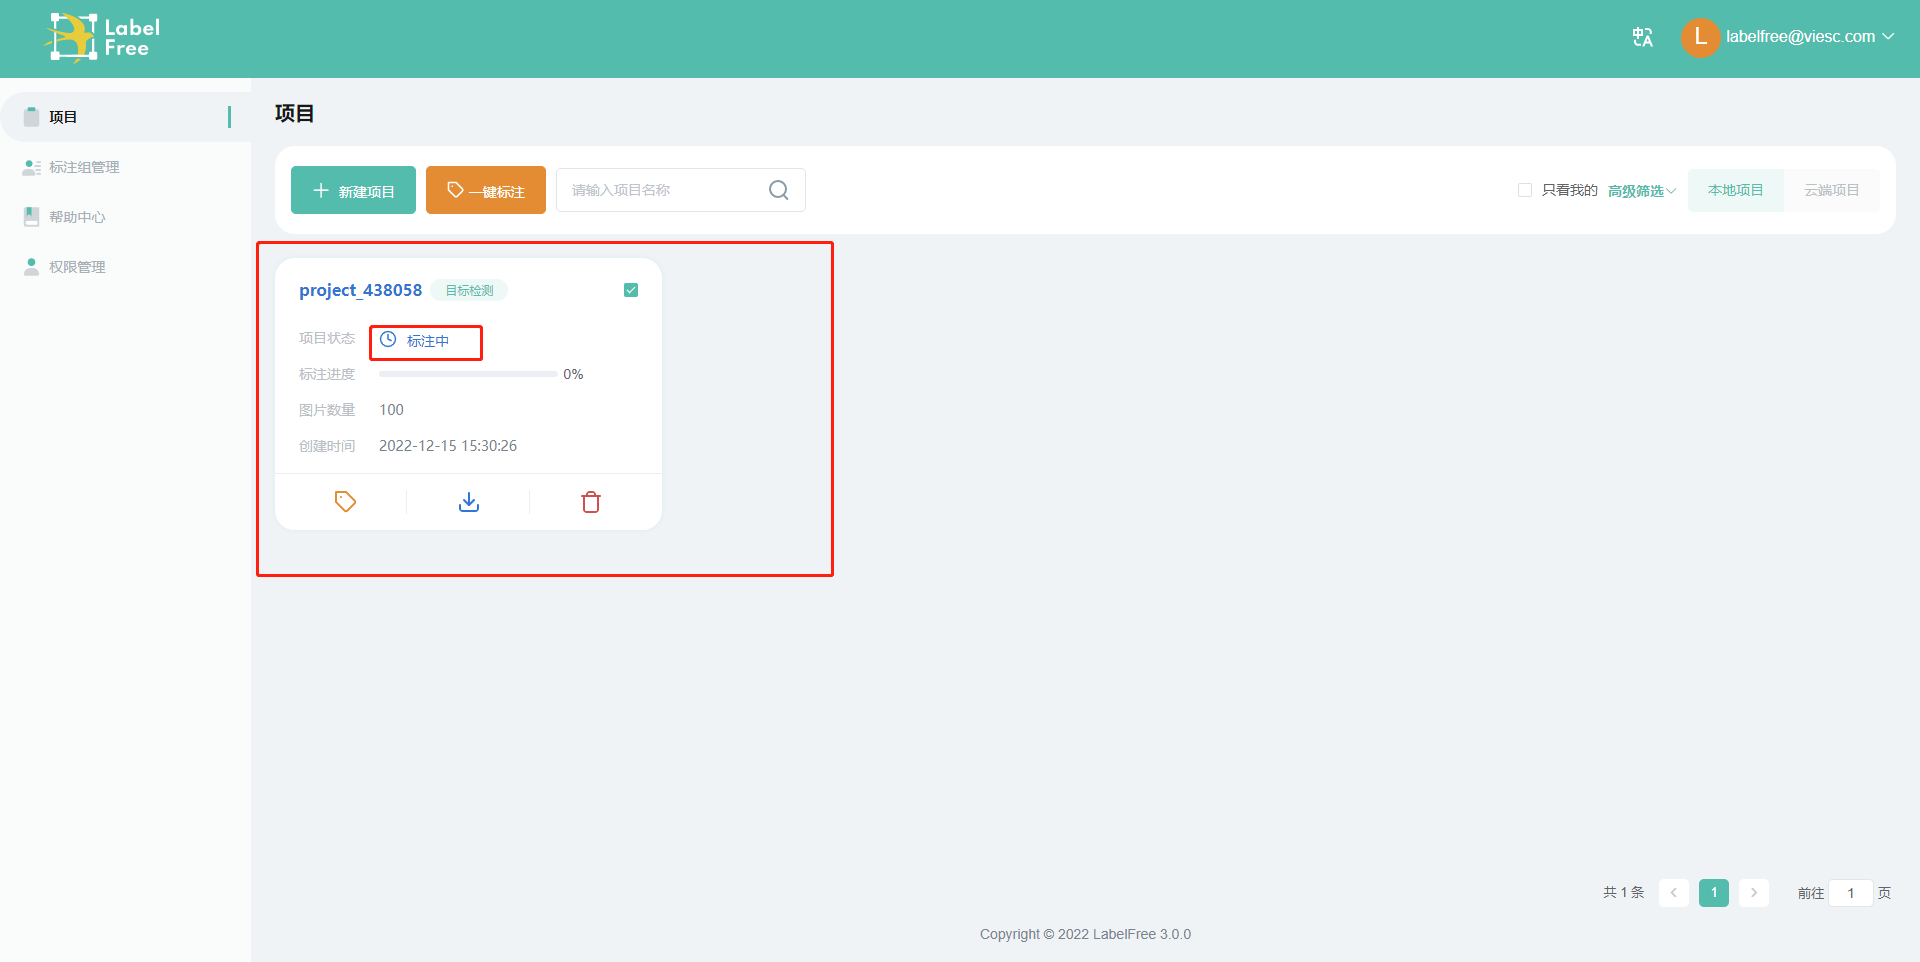 Label
Free
L labelfree@viesc.com
项目
标注组管理
帮助中心
权限管理
项目
新建项目 一键标注 请输入项目名称 只看我的 高级筛选 本地项目 云端项目
project_438058 目标检测
项目状态 标注中
标注进度 0%
图片数量 100
创建时间 2022-12-15 15:30:26
共 1 条 1 前往 1 页
Copyright © 2022 LabelFree 3.0.0